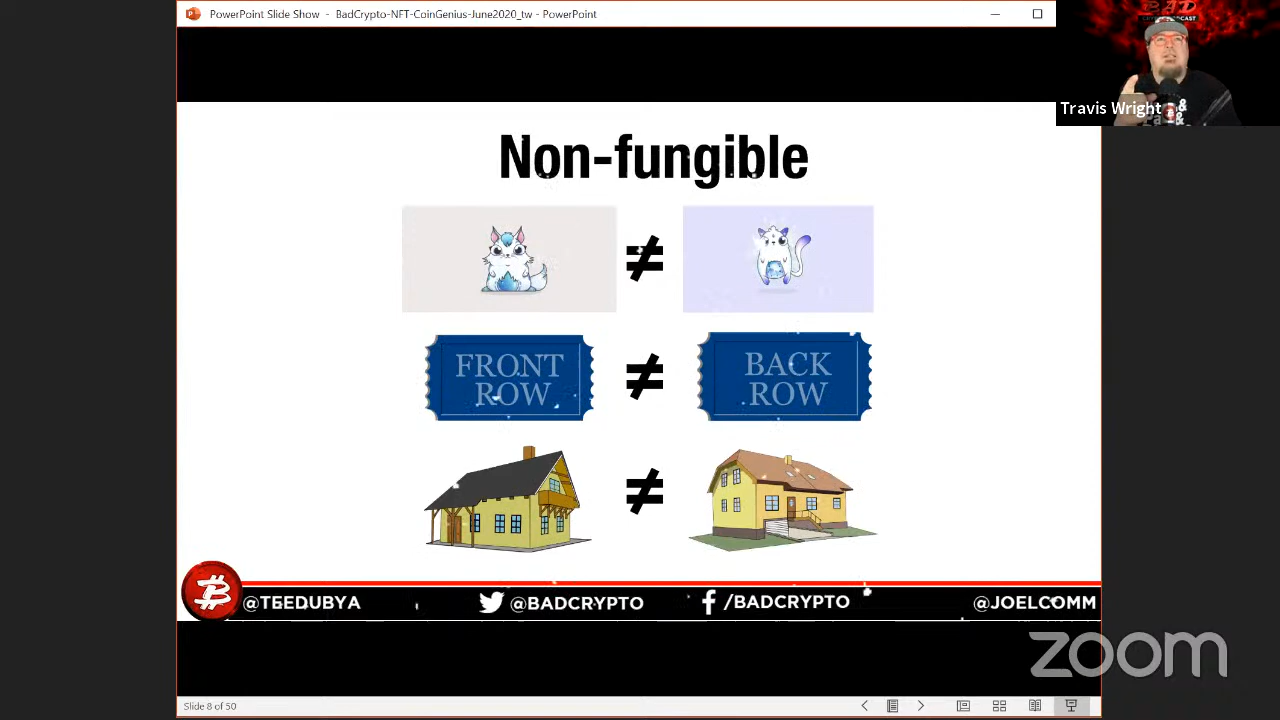 PowerPoint Slide Show - BadCrypto-NFT-CoinGenius-June2020_tw - PowerPoint
BAD
Travis Wright
Non-fungible
≠
FRONT
ROW
≠
BACK
ROW
≠
@TEEDUBYA
@BADCRYPTO
/BADCRYPTO
@JOELCOMM
zoom
Slide 8 of 50